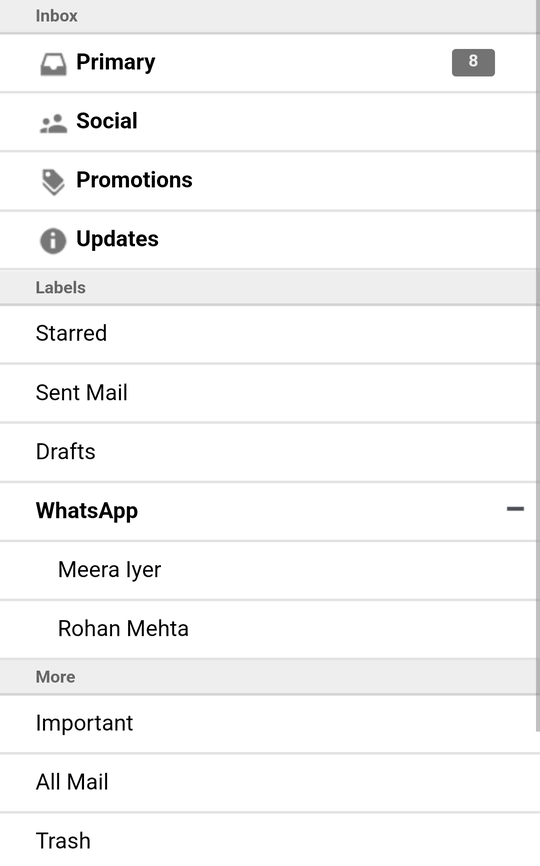 Inbox
Primary 8
Social
Promotions
Updates
Labels
Starred
Sent Mail
Drafts
WhatsApp
Meera Iyer
Rohan Mehta
More
Important
All Mail
Trash